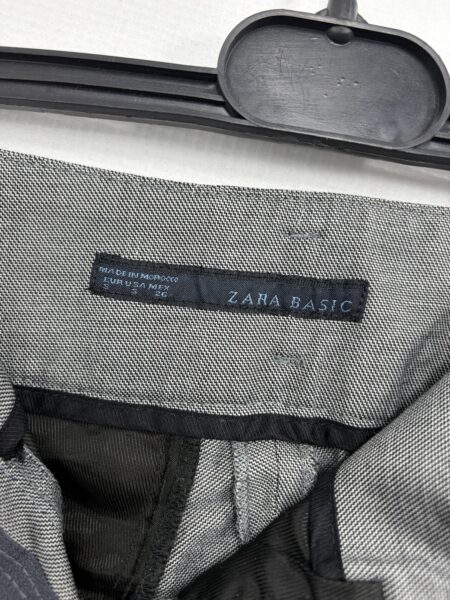 MADE IN MOROCCO
EUR USA MEX
S S 26
ZARA BASIC